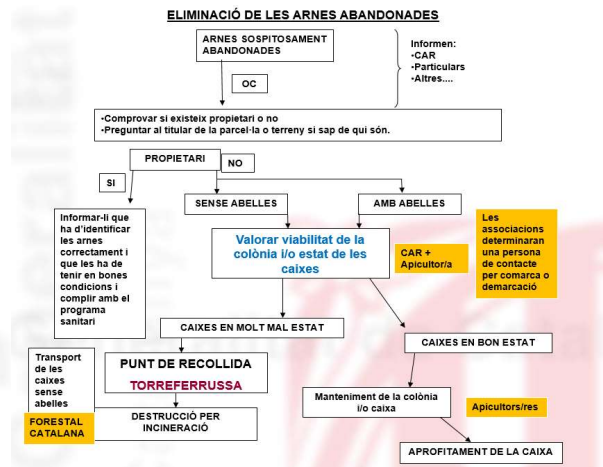 ELIMINACIÓ DE LES ARNES ABANDONADES
ARNES SOSPITOSAMENT
ABANDONADES
Informen:
•CAR
•Particulars
•Altres....
OC
•Comprovar si existeix propietari o no
•Preguntar al titular de la parcel·la o terreny si sap de qui són.
PROPIETARI
NO
SI
SENSE ABELLES
AMB ABELLES
Informar-li que
ha d'identificar
les arnes
correctament i
que les ha de
tenir en bones
condicions i
complir amb el
programa
sanitari
Valorar viabilitat de la
colònia i/o estat de les
caixes
CAR +
Apicultor/a
Les
associacions
determinaran
una persona
de contacte
per comarca o
demarcació
CAIXES EN MOLT MAL ESTAT
CAIXES EN BON ESTAT
Transport
de les
caixes
sense
abelles
FORESTAL
CATALANA
PUNT DE RECOLLIDA
TORREFERRUSSA
DESTRUCCIÓ PER
INCINERACIÓ
Manteniment de la colònia
i/o caixa
Apicultors/res
APROFITAMENT DE LA CAIXA